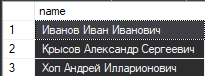 name
1 Иванов Иван Иванович
2 Крысов Александр Сергеевич
3 Хоп Андрей Илларионович